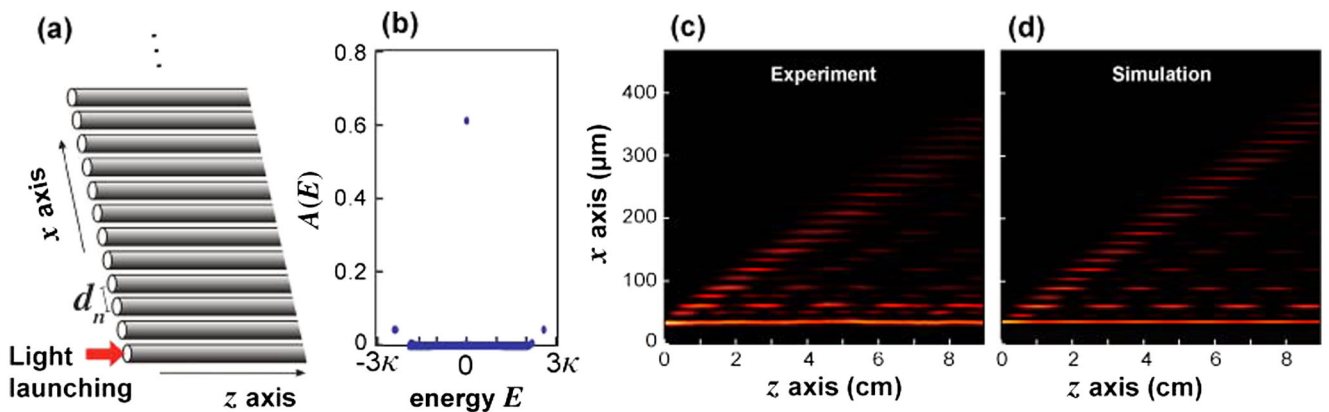 (a)
x axis
dₙ
Light
launching
z axis
(b)
0.8
0.6
0.4
0.2
0
A(E)
-3κ
0
3κ
energy E
(c)
Experiment
400
300
200
100
0
x axis (μm)
0 2 4 6 8
z axis (cm)
(d)
Simulation
0 2 4 6 8
z axis (cm)